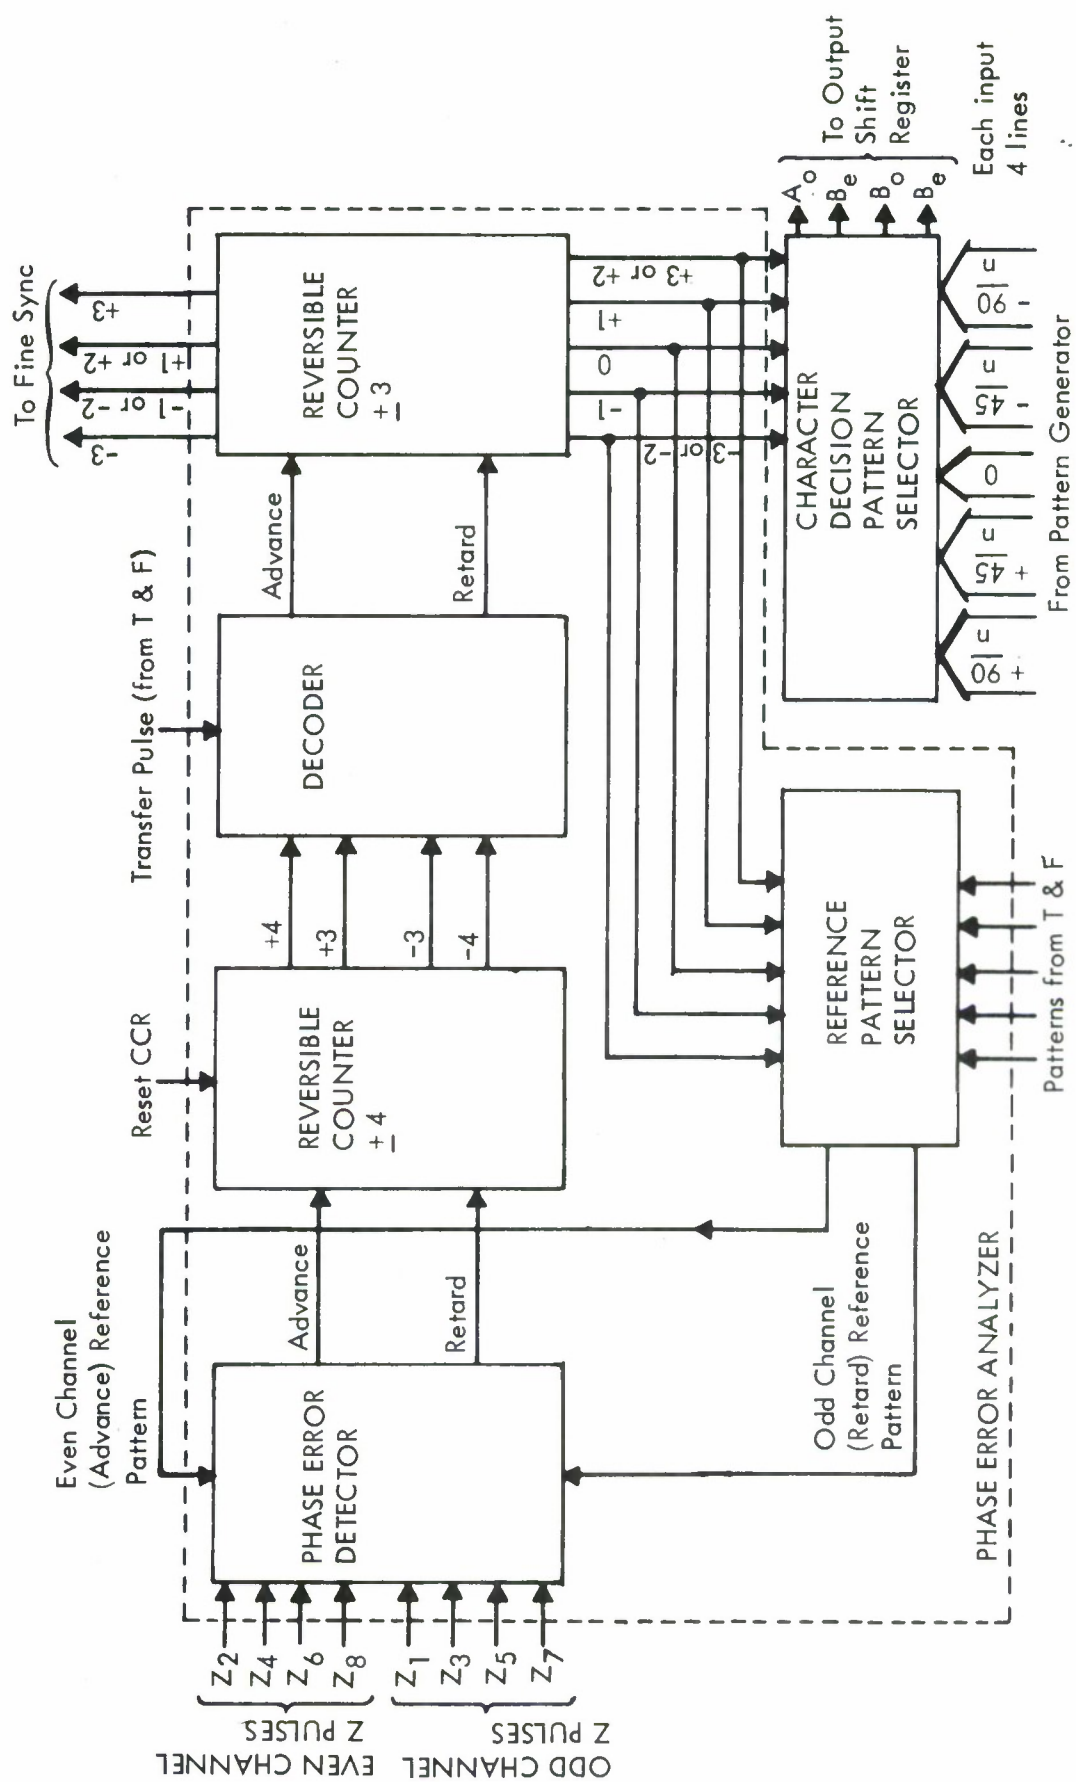 To Fine Sync
-3
-1 or -2
+1 or +2
+3
Transfer Pulse (from T & F)
Reset CCR
Even Channel
(Advance) Reference
Pattern
EVEN CHANNEL
Z PULSES
Z2
Z4
Z6
Z8
ODD CHANNEL
Z PULSES
Z1
Z3
Z5
Z7
PHASE ERROR
DETECTOR
Advance
Retard
REVERSIBLE
COUNTER
± 4
+4
+3
-3
-4
DECODER
Advance
Retard
REVERSIBLE
COUNTER
± 3
-3 or -2
-1
0
+1
+3 or +2
CHARACTER
DECISION
PATTERN
SELECTOR
Ao
Be
Bo
Be
To Output
Shift
Register
Each input
4 lines
+ 90/n
+ 45/n
0
- 45/n
- 90/n
From Pattern Generator
REFERENCE
PATTERN
SELECTOR
Patterns from T & F
Odd Channel
(Retard) Reference
Pattern
PHASE ERROR ANALYZER